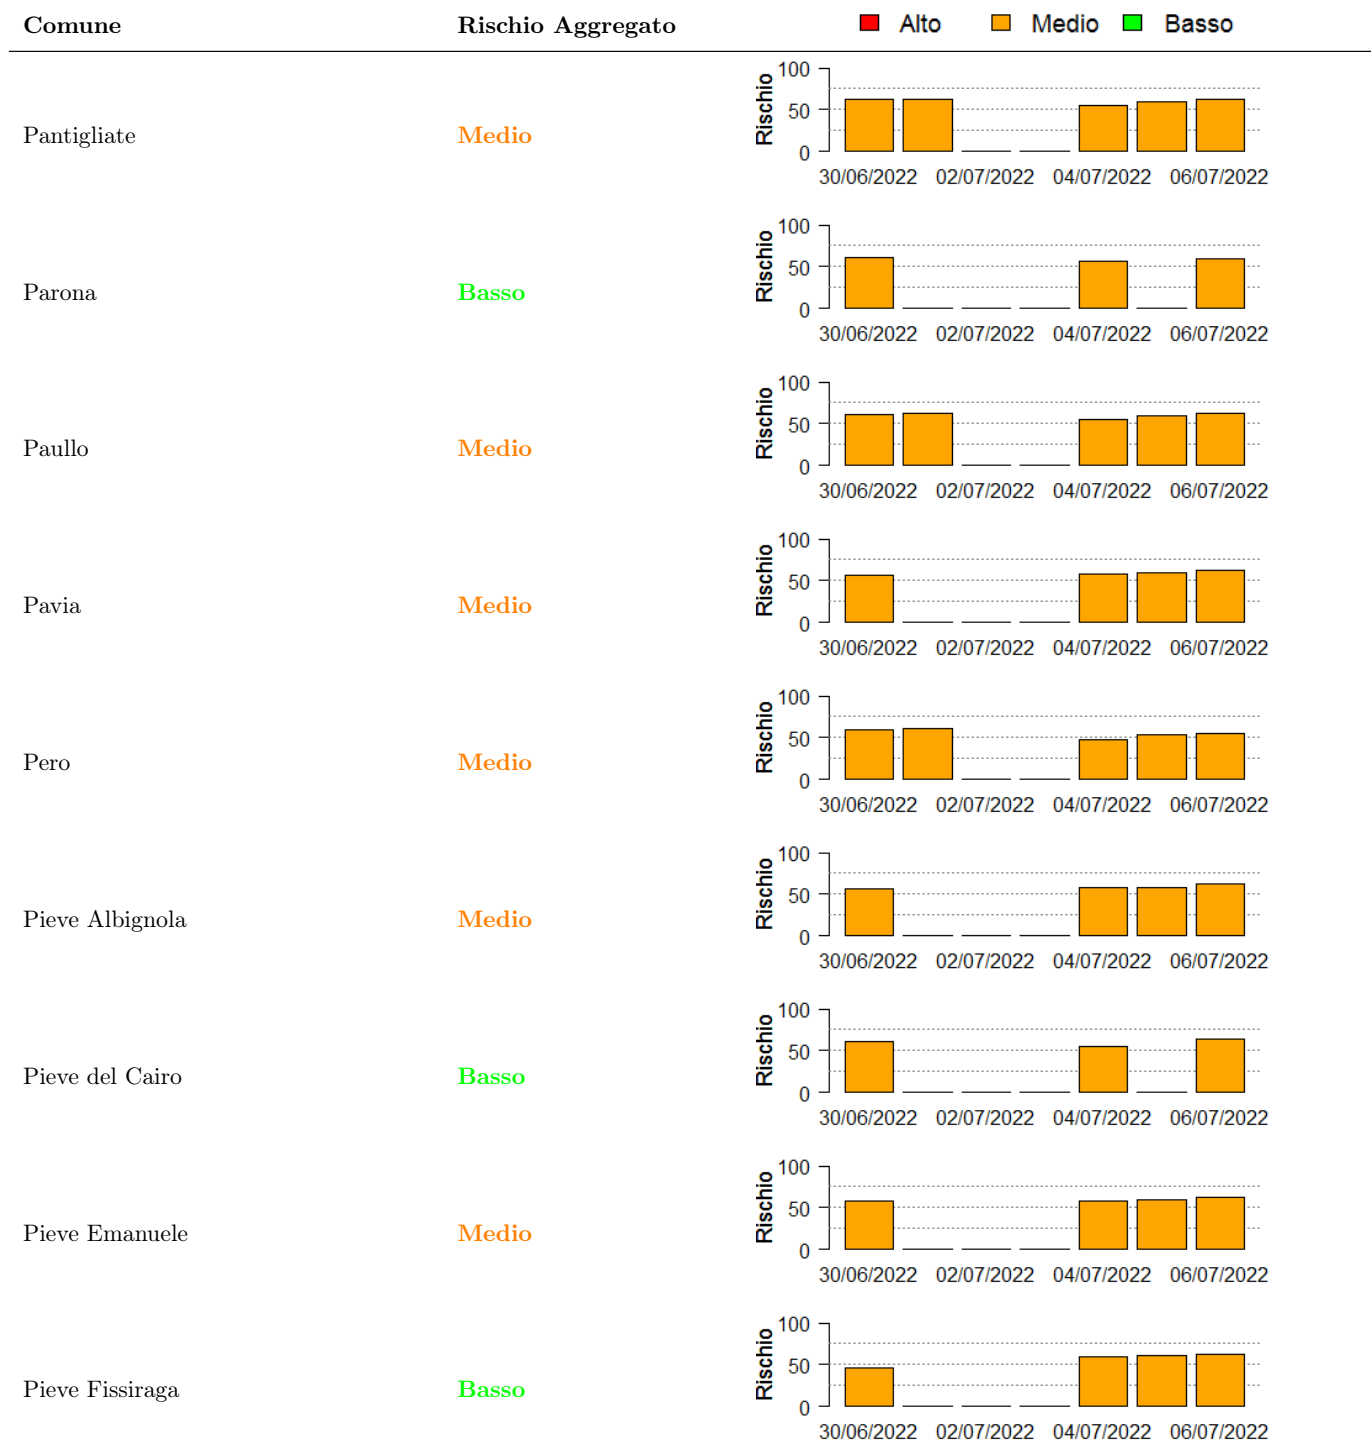 Comune Rischio Aggregato Alto Medio Basso
Pantigliate Medio
Rischio
100
50
0
30/06/2022 02/07/2022 04/07/2022 06/07/2022
Parona Basso
Rischio
100
50
0
30/06/2022 02/07/2022 04/07/2022 06/07/2022
Paullo Medio
Rischio
100
50
0
30/06/2022 02/07/2022 04/07/2022 06/07/2022
Pavia Medio
Rischio
100
50
0
30/06/2022 02/07/2022 04/07/2022 06/07/2022
Pero Medio
Rischio
100
50
0
30/06/2022 02/07/2022 04/07/2022 06/07/2022
Pieve Albignola Medio
Rischio
100
50
0
30/06/2022 02/07/2022 04/07/2022 06/07/2022
Pieve del Cairo Basso
Rischio
100
50
0
30/06/2022 02/07/2022 04/07/2022 06/07/2022
Pieve Emanuele Medio
Rischio
100
50
0
30/06/2022 02/07/2022 04/07/2022 06/07/2022
Pieve Fissiraga Basso
Rischio
100
50
0
30/06/2022 02/07/2022 04/07/2022 06/07/2022